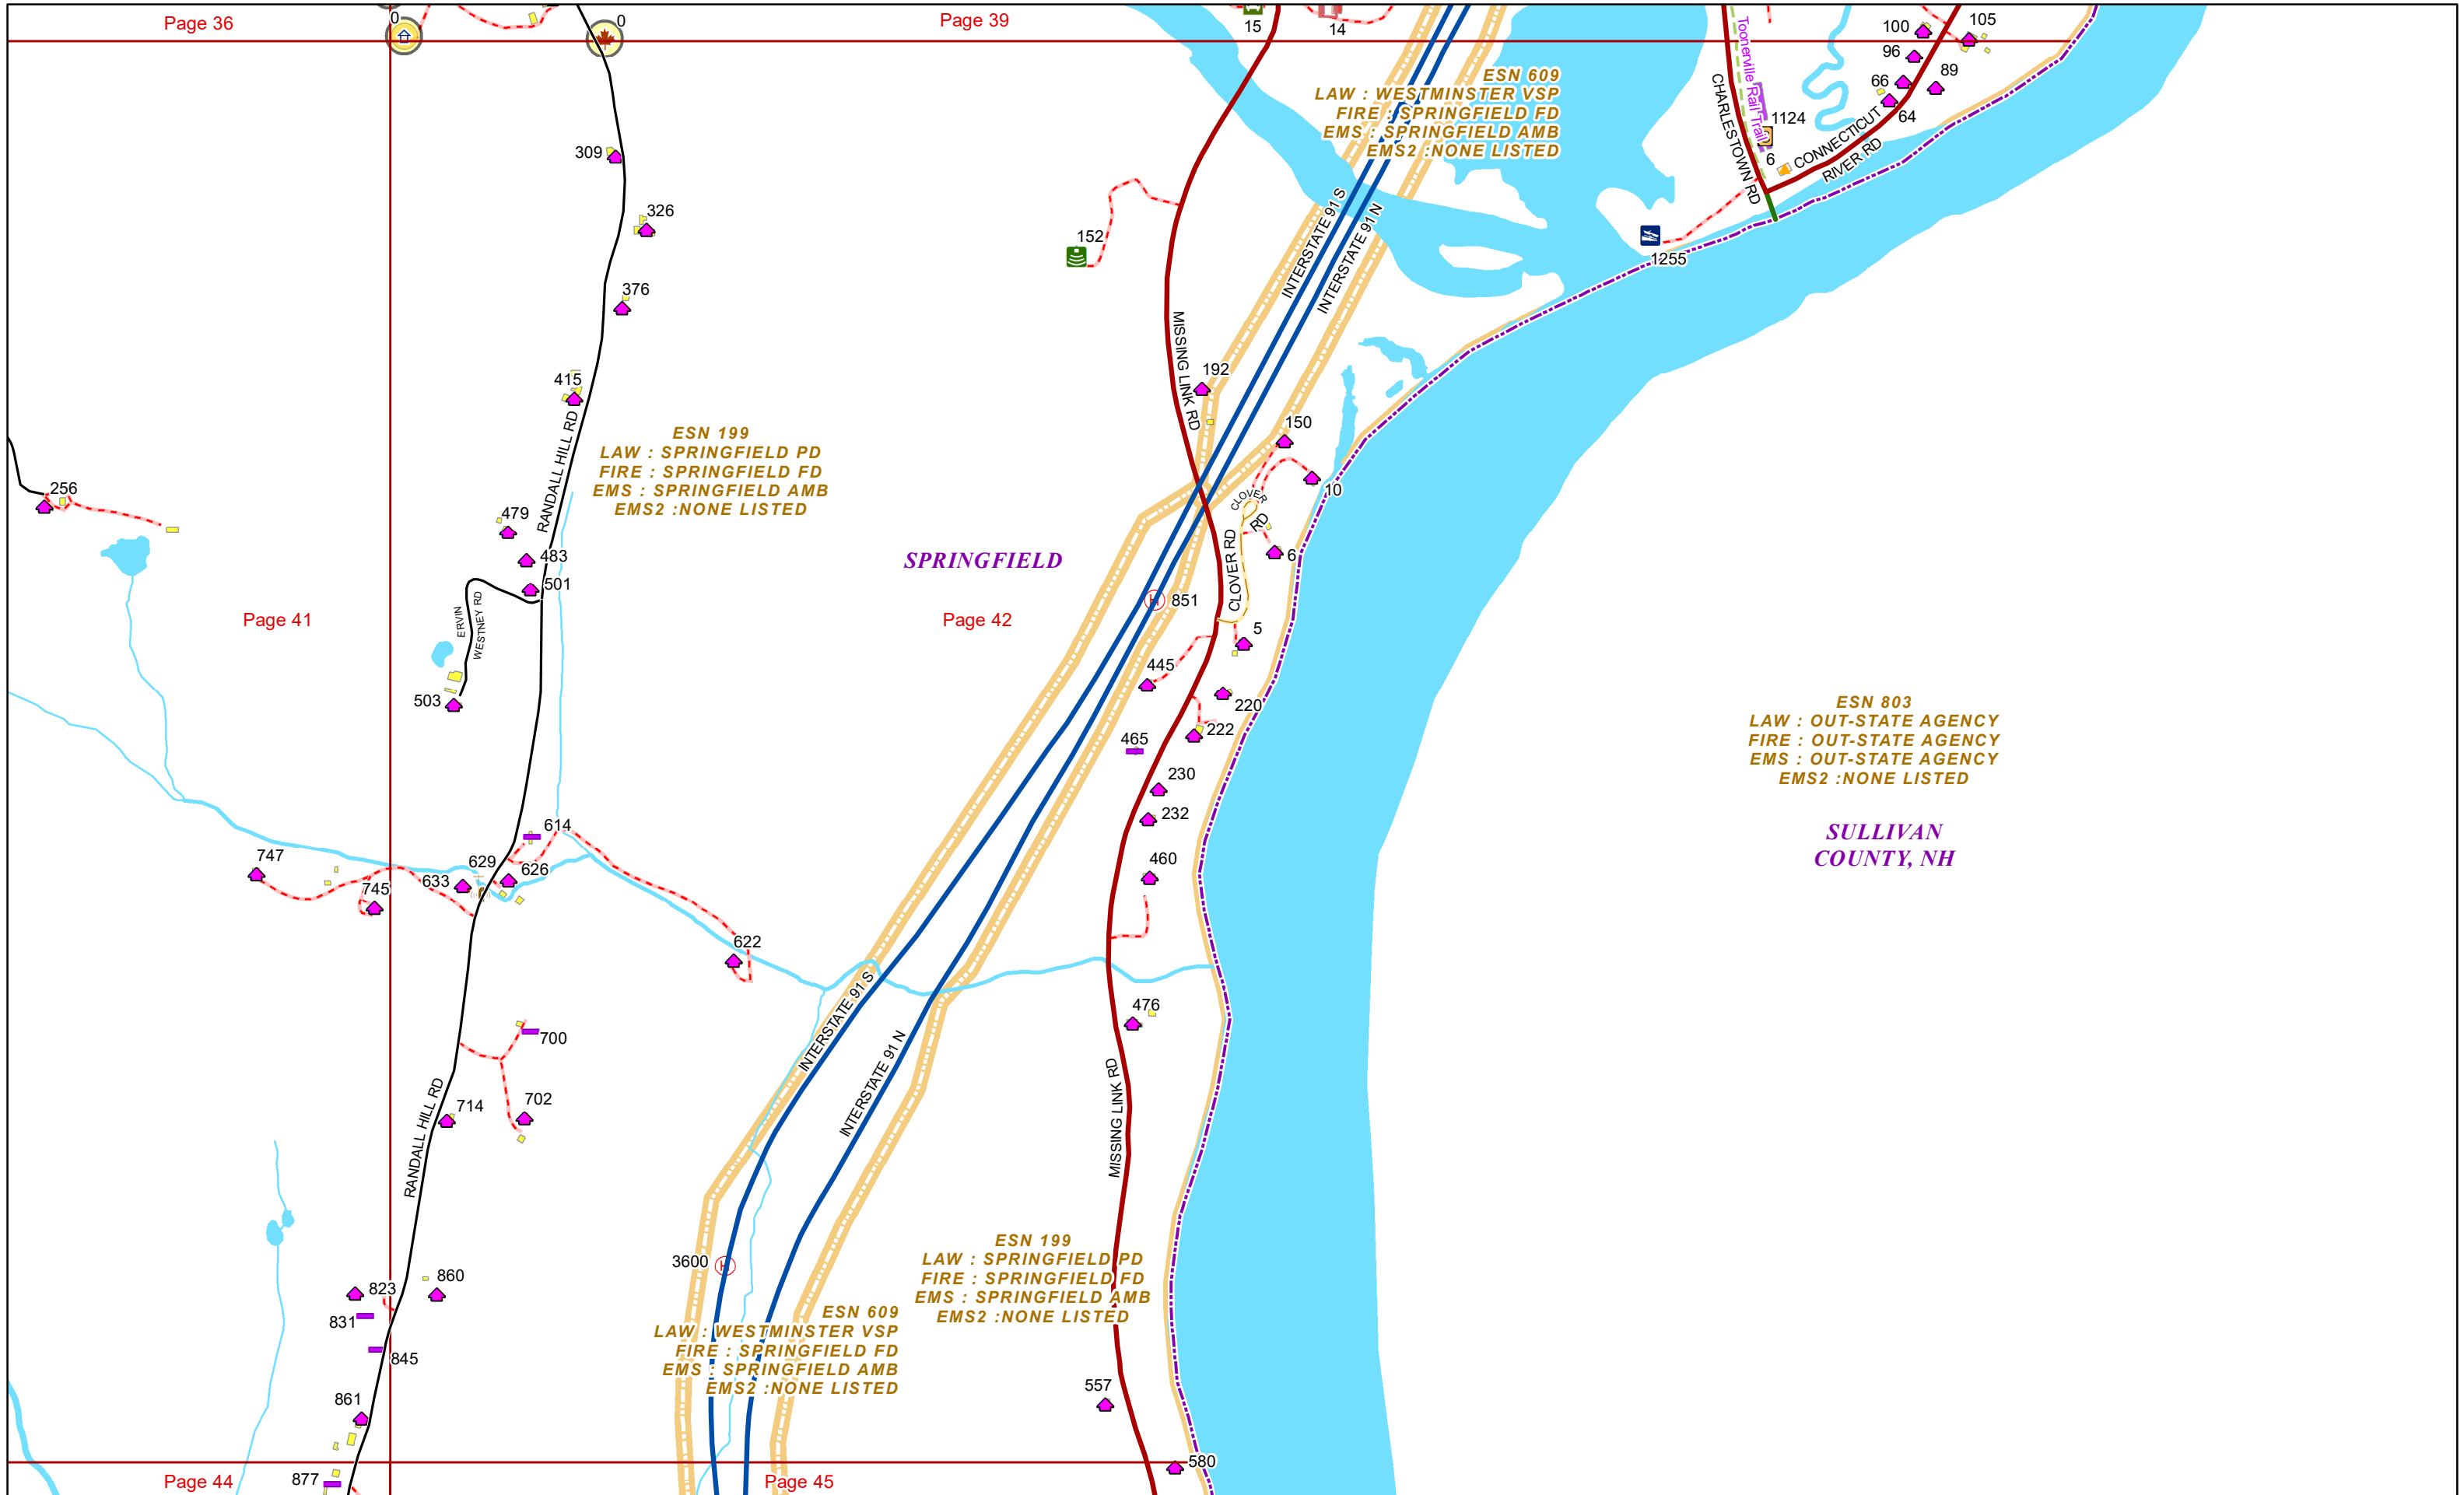 Page 36
0
0
Page 39
15
14
100
105
96
66
89
64
ESN 609
LAW : WESTMINSTER VSP
FIRE : SPRINGFIELD FD
EMS : SPRINGFIELD AMB
EMS2 :NONE LISTED
Toonerville Rail Trail
CHARLESTOWN RD
1124
6
CONNECTICUT
RIVER RD
309
326
152
INTERSTATE 91 S
INTERSTATE 91 N
1255
376
MISSING LINK RD
192
415
RANDALL HILL RD
150
ESN 199
LAW : SPRINGFIELD PD
FIRE : SPRINGFIELD FD
EMS : SPRINGFIELD AMB
EMS2 :NONE LISTED
256
10
CLOVER
RD
479
483
501
SPRINGFIELD
CLOVER RD
6
H
851
Page 41
Page 42
ERVIN
WESTNEY RD
5
445
503
220
222
465
ESN 803
LAW : OUT-STATE AGENCY
FIRE : OUT-STATE AGENCY
EMS : OUT-STATE AGENCY
EMS2 :NONE LISTED
230
232
614
SULLIVAN
COUNTY, NH
747
629
626
633
745
460
622
476
INTERSTATE 91 S
INTERSTATE 91 N
700
702
714
RANDALL HILL RD
MISSING LINK RD
ESN 199
LAW : SPRINGFIELD PD
FIRE : SPRINGFIELD FD
EMS : SPRINGFIELD AMB
EMS2 :NONE LISTED
3600
H
860
823
831
845
ESN 609
LAW : WESTMINSTER VSP
FIRE : SPRINGFIELD FD
EMS : SPRINGFIELD AMB
EMS2 :NONE LISTED
861
557
580
877
Page 44
Page 45